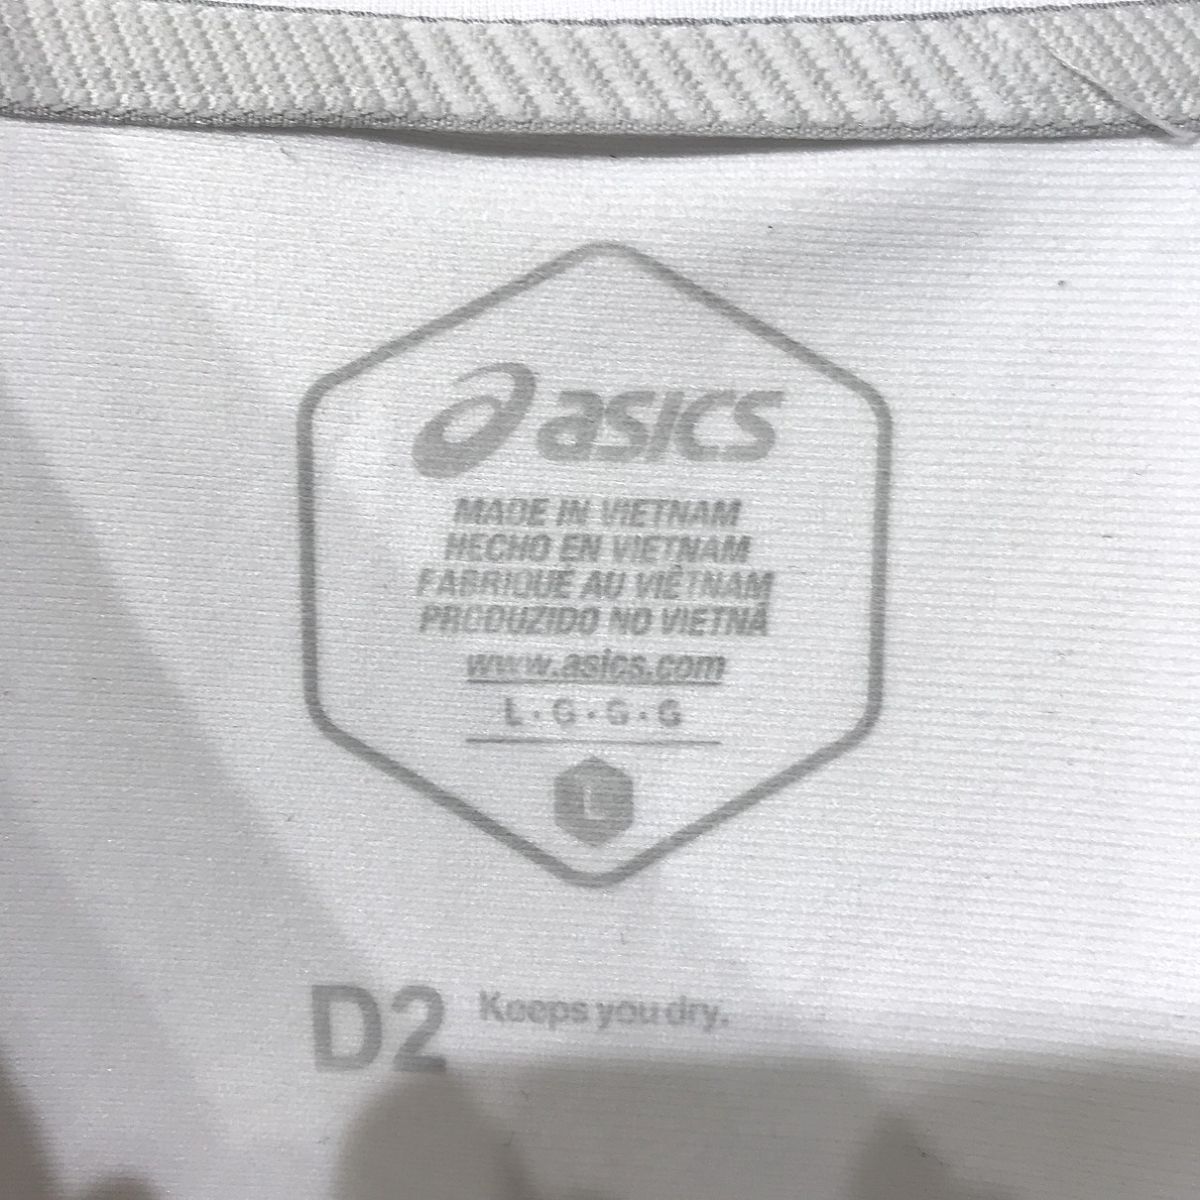 asics
MADE IN VIETNAM
HECHO EN VIETNAM
FABRIQUÉ AU VIÊTNAM
PRODUZIDO NO VIETNÃ
www.asics.com
L · G · G · G
L
D2 Keeps you dry.